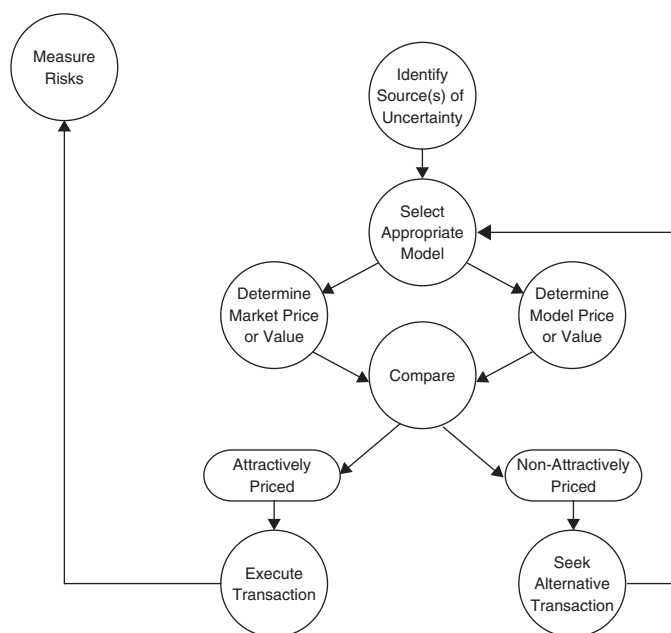 Measure
Risks
Identify
Source(s) of
Uncertainty
Select
Appropriate
Model
Determine
Market Price
or Value
Determine
Model Price
or Value
Compare
Attractively
Priced
Non-Attractively
Priced
Execute
Transaction
Seek
Alternative
Transaction